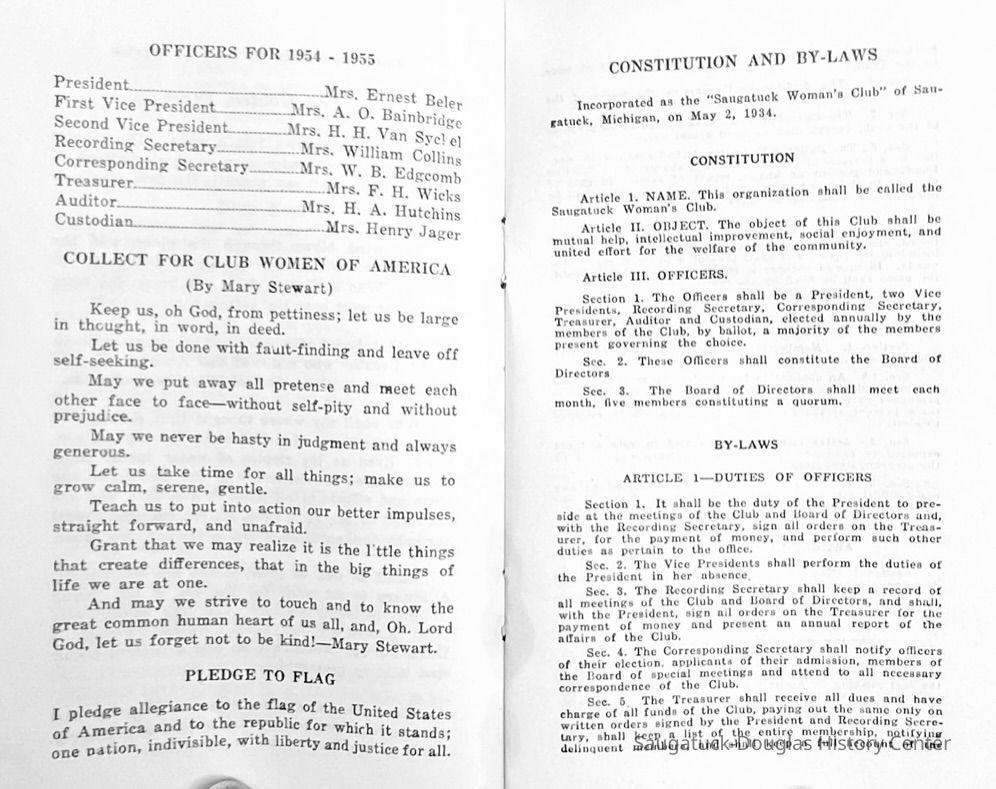 OFFICERS FOR 1954 - 1955
President Mrs. Ernest Beler
First Vice President Mrs. A. O. Bainbridge
Second Vice President Mrs. H. H. Van Syckel
Recording Secretary Mrs. William Collins
Corresponding Secretary Mrs. W. B. Edgcomb
Treasurer Mrs. F. H. Wicks
Auditor Mrs. H. A. Hutchins
Custodian Mrs. Henry Jager
COLLECT FOR CLUB WOMEN OF AMERICA
(By Mary Stewart)
Keep us, oh God, from pettiness; let us be large
in thought, in word, in deed.
Let us be done with fault-finding and leave off
self-seeking.
May we put away all pretense and meet each
other face to face—without self-pity and without
prejudice.
May we never be hasty in judgment and always
generous.
Let us take time for all things; make us to
grow calm, serene, gentle.
Teach us to put into action our better impulses,
straight forward, and unafraid.
Grant that we may realize it is the little things
that create differences, that in the big things of
life we are at one.
And may we strive to touch and to know the
great common human heart of us all, and, Oh. Lord
God, let us forget not to be kind!—Mary Stewart.
PLEDGE TO FLAG
I pledge allegiance to the flag of the United States
of America and to the republic for which it stands;
one nation, indivisible, with liberty and justice for all.
CONSTITUTION AND BY-LAWS
Incorporated as the "Saugatuck Woman's Club" of Sau-
gatuck, Michigan, on May 2, 1934.
CONSTITUTION
Article 1. NAME. This organization shall be called the
Saugatuck Woman's Club.
Article II. OBJECT. The object of this Club shall be
mutual help, intellectual improvement, social enjoyment, and
united effort for the welfare of the community.
Article III. OFFICERS.
Section 1. The Officers shall be a President, two Vice
Presidents, Recording Secretary, Corresponding Secretary,
Treasurer, Auditor and Custodian, elected annually by the
members of the Club, by ballot, a majority of the members
present governing the choice.
Sec. 2. These Officers shall constitute the Board of
Directors
Sec. 3. The Board of Directors shall meet each
month, five members constituting a quorum.
BY-LAWS
ARTICLE 1—DUTIES OF OFFICERS
Section 1. It shall be the duty of the President to pre-
side at the meetings of the Club and Board of Directors and,
with the Recording Secretary, sign all orders on the Treas-
urer, for the payment of money, and perform such other
duties as pertain to the office.
Sec. 2. The Vice Presidents shall perform the duties of
the President in her absence.
Sec. 3. The Recording Secretary shall keep a record of
all meetings of the Club and Board of Directors, and shall,
with the President, sign all orders on the Treasurer for the
payment of money and present an annual report of the
affairs of the Club.
Sec. 4. The Corresponding Secretary shall notify officers
of their election, applicants of their admission, members of
the Board of special meetings and attend to all necessary
correspondence of the Club.
Sec. 5 The Treasurer shall receive all dues and have
charge of all funds of the Club, paying out the same only on
written orders signed by the President and Recording Secre-
tary, shall keep a list of the entire membership, notifying
delinquent
Saugatuck-Douglas History Center